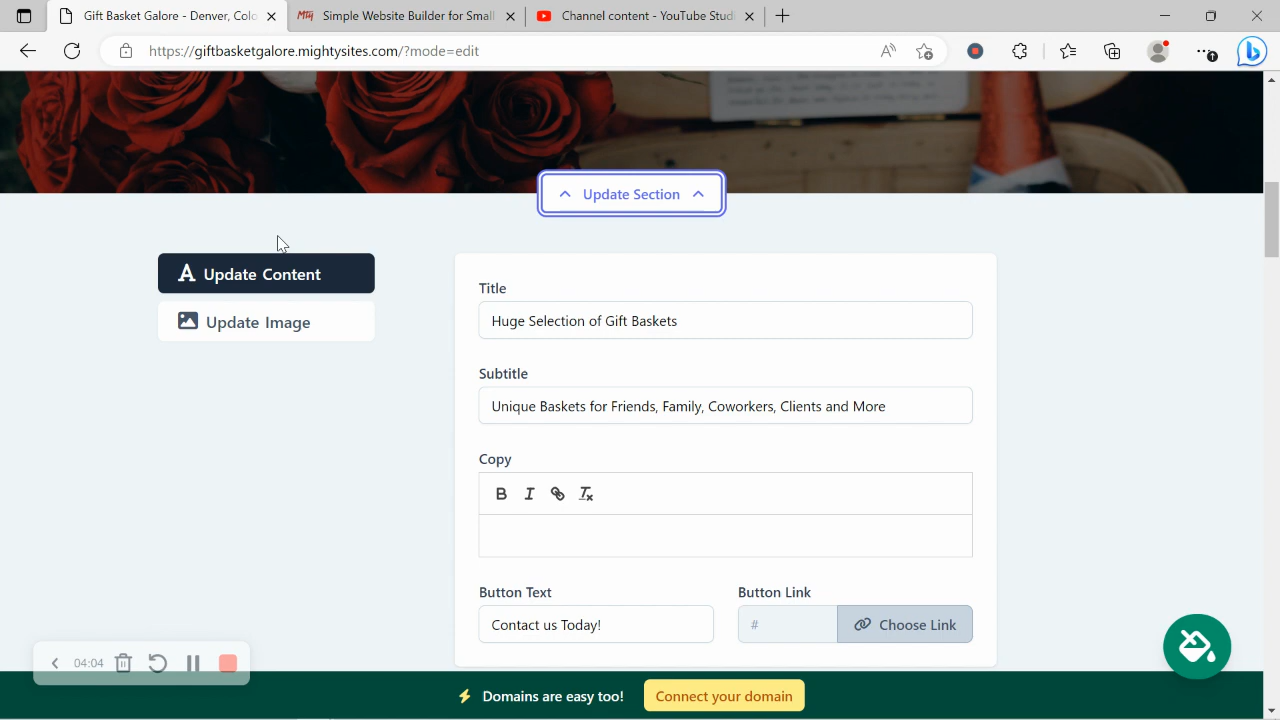 Gift Basket Galore - Denver, Colo
Simple Website Builder for Small
Channel content - YouTube Studi
https://giftbasketgalore.mightysites.com/?mode=edit
Update Section
Update Content
Update Image
Title
Huge Selection of Gift Baskets
Subtitle
Unique Baskets for Friends, Family, Coworkers, Clients and More
Copy
Button Text
Button Link
Contact us Today!
#
Choose Link
04:04
Domains are easy too!
Connect your domain